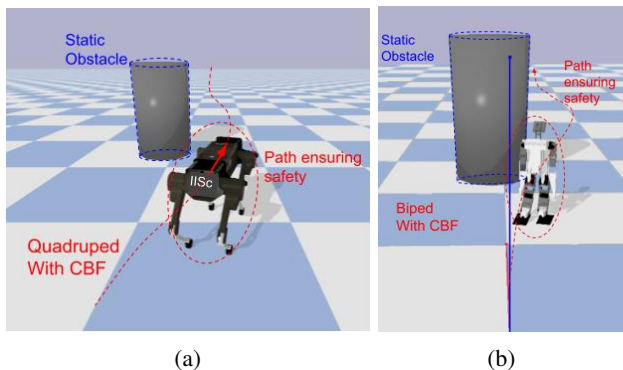 Static
Obstacle
Path ensuring
safety
IISc
Quadruped
With CBF
(a)
Static
Obstacle
Path
ensuring
safety
Biped
With CBF
(b)